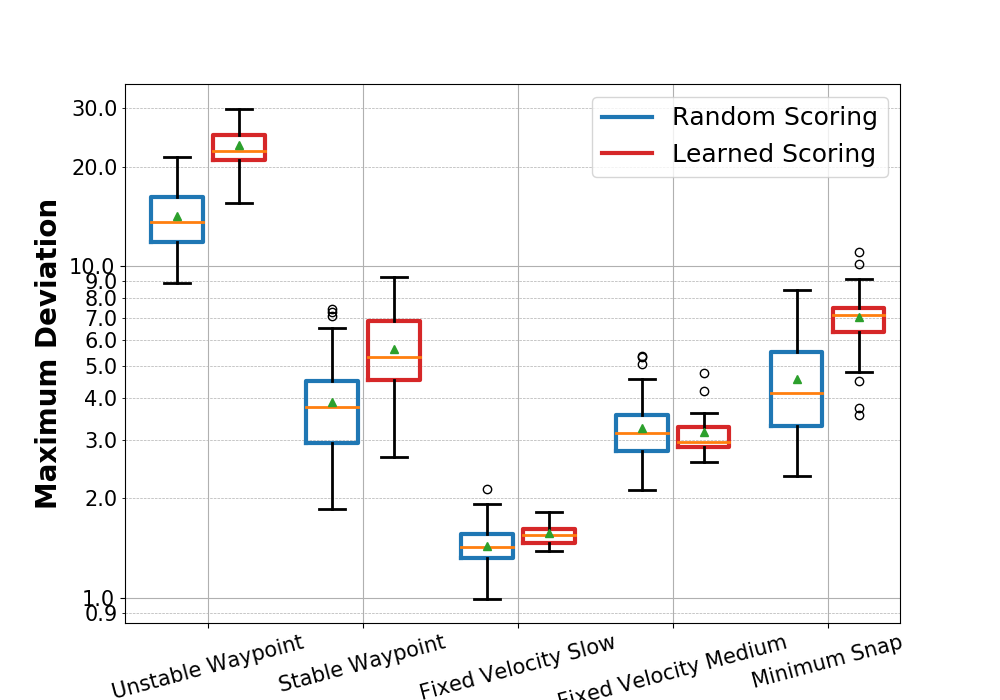 Maximum Deviation
30.0
20.0
10.0
9.0
8.0
7.0
6.0
5.0
4.0
3.0
2.0
1.0
0.9
Random Scoring
Learned Scoring
Unstable Waypoint
Stable Waypoint
Fixed Velocity Slow
Fixed Velocity Medium
Minimum Snap